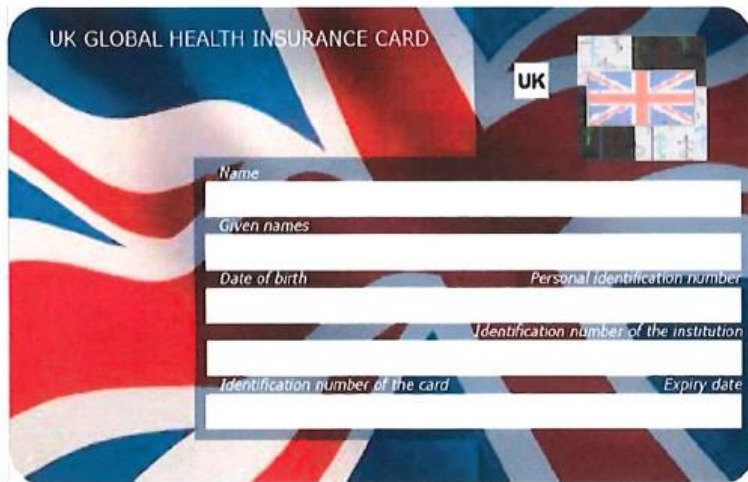 UK GLOBAL HEALTH INSURANCE CARD
UK
Name
Given names
Date of birth Personal identification number
Identification number of the institution
Identification number of the card Expiry date